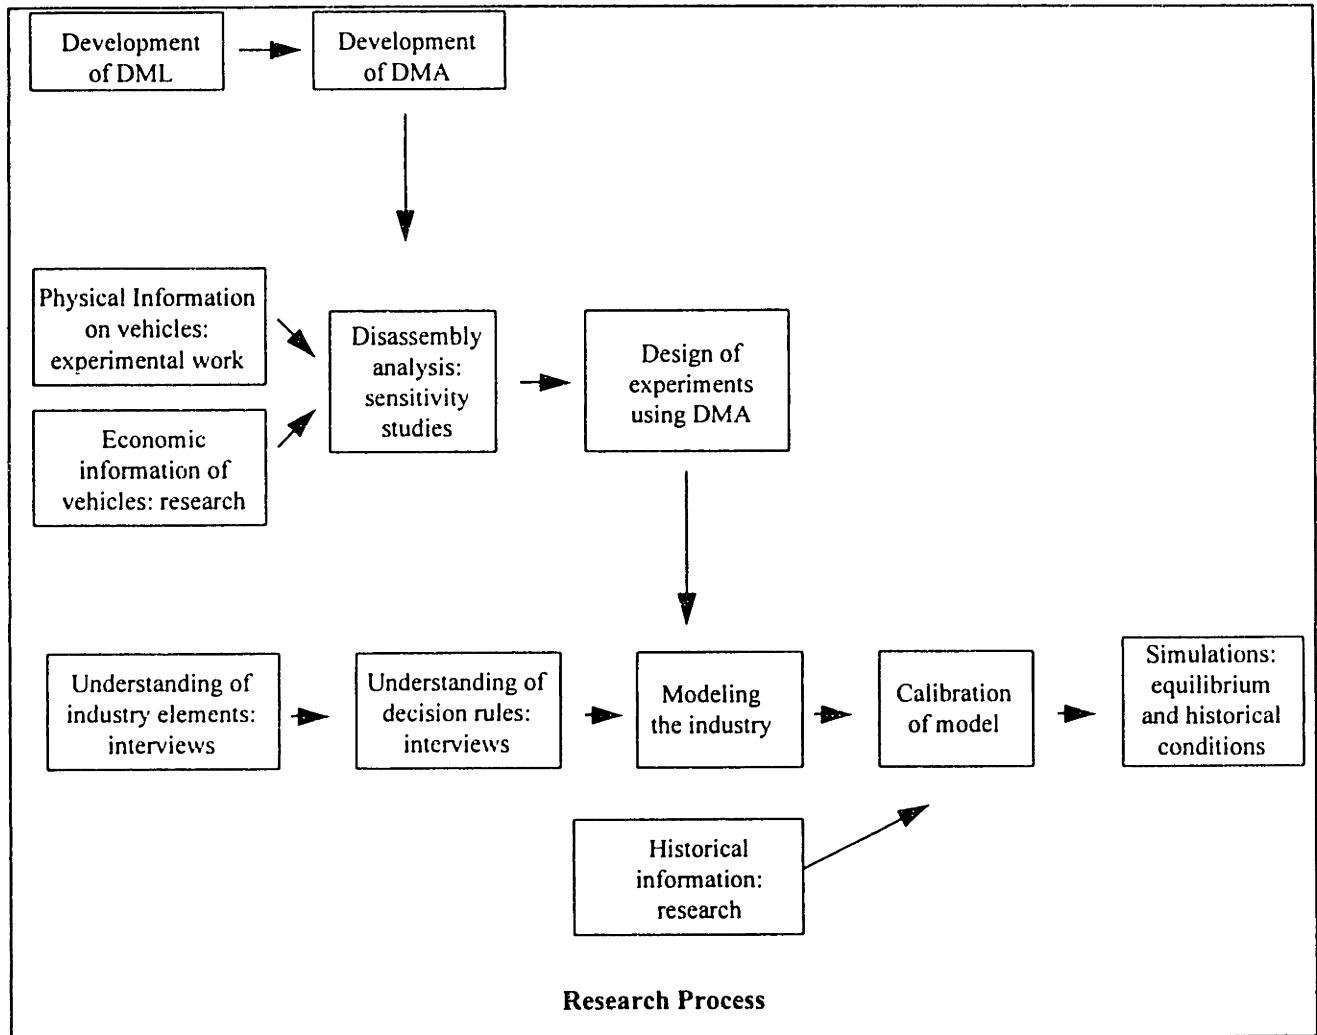 Development
of DML
Development
of DMA
Physical Information
on vehicles:
experimental work
Economic
information of
vehicles: research
Disassembly
analysis:
sensitivity
studies
Design of
experiments
using DMA
Understanding of
industry elements:
interviews
Understanding of
decision rules:
interviews
Modeling
the industry
Calibration
of model
Simulations:
equilibrium
and historical
conditions
Historical
information:
research
Research Process